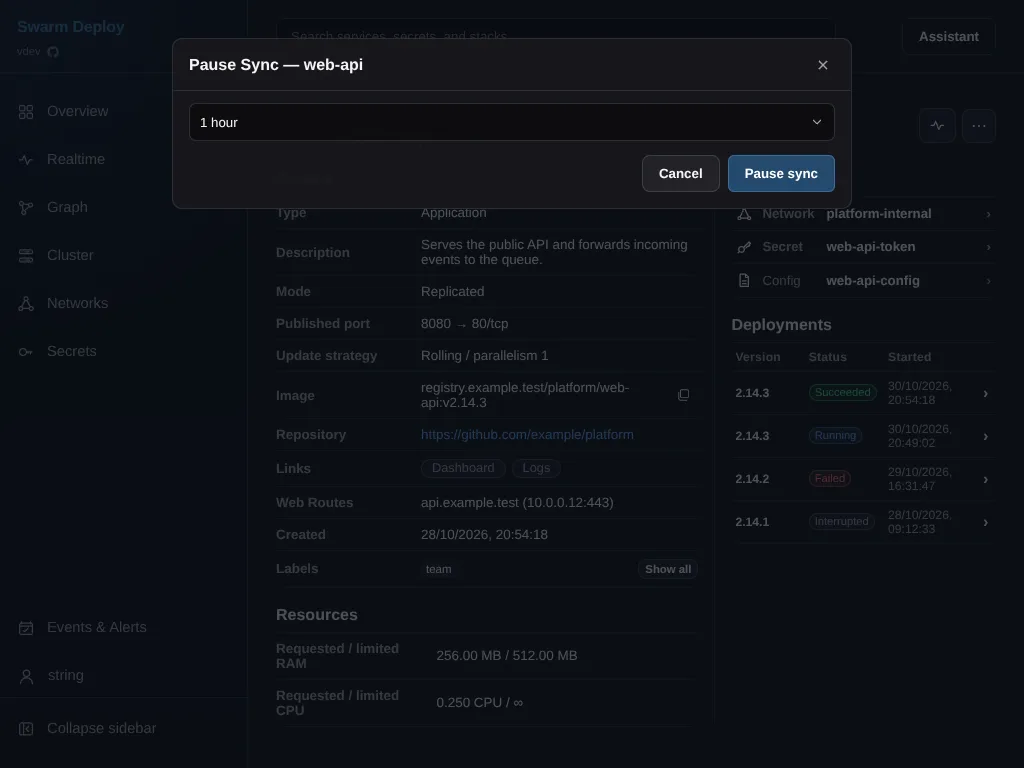 Swarm Deploy
vdev
Search services, secrets, and stacks
Assistant
Pause Sync — web-api
1 hour
Cancel
Pause sync
Overview
Realtime
Graph
Cluster
Networks
Secrets
Events & Alerts
string
Collapse sidebar
Type
Application
Description
Serves the public API and forwards incoming
events to the queue.
Mode
Replicated
Published port
8080 → 80/tcp
Update strategy
Rolling / parallelism 1
Image
registry.example.test/platform/web-
api:v2.14.3
Repository
https://github.com/example/platform
Links
Dashboard
Logs
Web Routes
api.example.test (10.0.0.12:443)
Created
28/10/2026, 20:54:18
Labels
team
Show all
Resources
Requested / limited
RAM
256.00 MB / 512.00 MB
Requested / limited
CPU
0.250 CPU / ∞
Network platform-internal
Secret web-api-token
Config web-api-config
Deployments
Version Status Started
2.14.3 Succeeded 30/10/2026,
20:54:18
2.14.3 Running 30/10/2026,
20:49:02
2.14.2 Failed 29/10/2026,
16:31:47
2.14.1 Interrupted 28/10/2026,
09:12:33